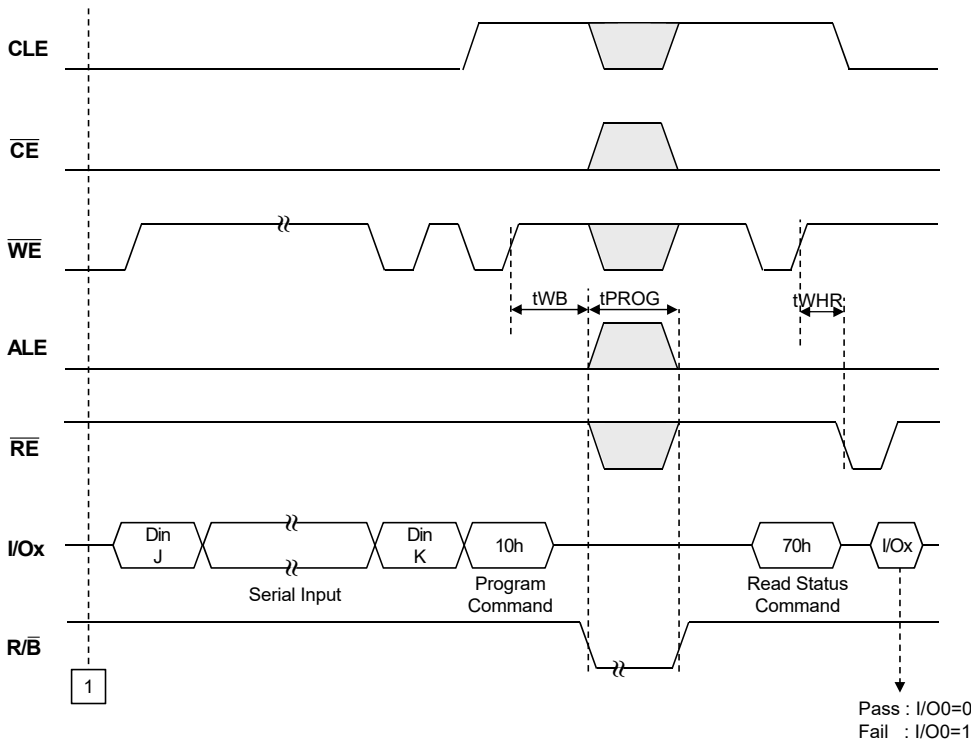 CLE
CE
WE
tWB tPROG tWHR
ALE
RE
I/Ox Din J Din K 10h 70h I/Ox
Serial Input Program Command Read Status Command
R/B
1
Pass : I/O0=0
Fail : I/O0=1